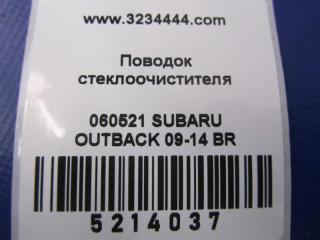 www.3234444.com
Поводок
стеклоочистителя
060521 SUBARU
OUTBACK 09-14 BR
5214037